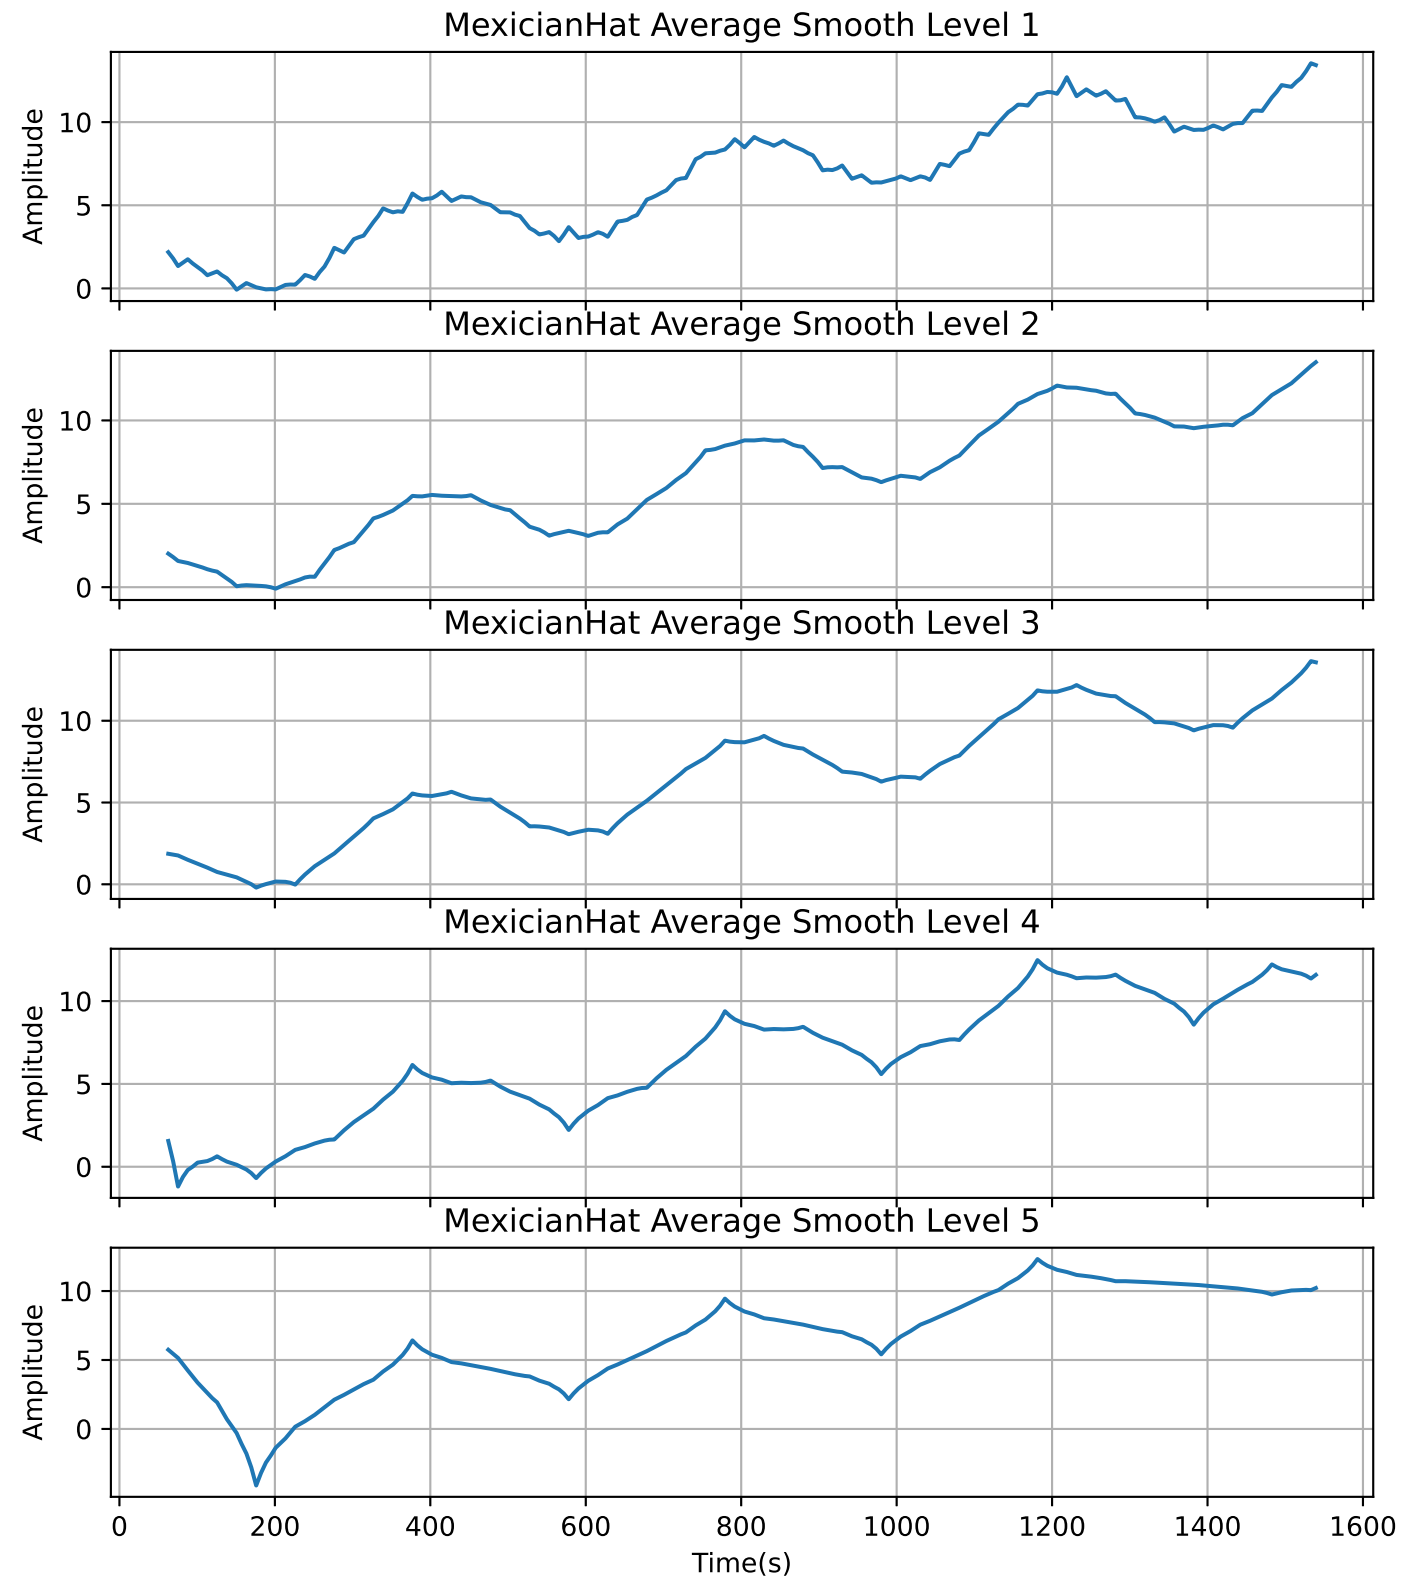 MexicianHat Average Smooth Level 1
Amplitude
10
5
0
MexicianHat Average Smooth Level 2
Amplitude
10
5
0
MexicianHat Average Smooth Level 3
Amplitude
10
5
0
MexicianHat Average Smooth Level 4
Amplitude
10
5
0
MexicianHat Average Smooth Level 5
Amplitude
10
5
0
0 200 400 600 800 1000 1200 1400 1600
Time(s)